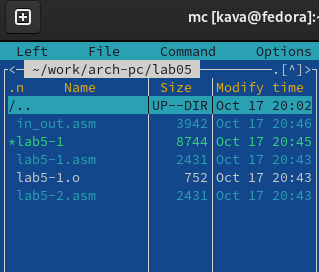 mc [kava@fedora]:
Left File Command Options
<- ~/work/arch-pc/lab05 .[^]>
.n Name Size Modify time
/.. UP--DIR Oct 17 20:02
in_out.asm 3942 Oct 17 20:46
*lab5-1 8744 Oct 17 20:45
lab5-1.asm 2431 Oct 17 20:43
lab5-1.o 752 Oct 17 20:43
lab5-2.asm 2431 Oct 17 20:43